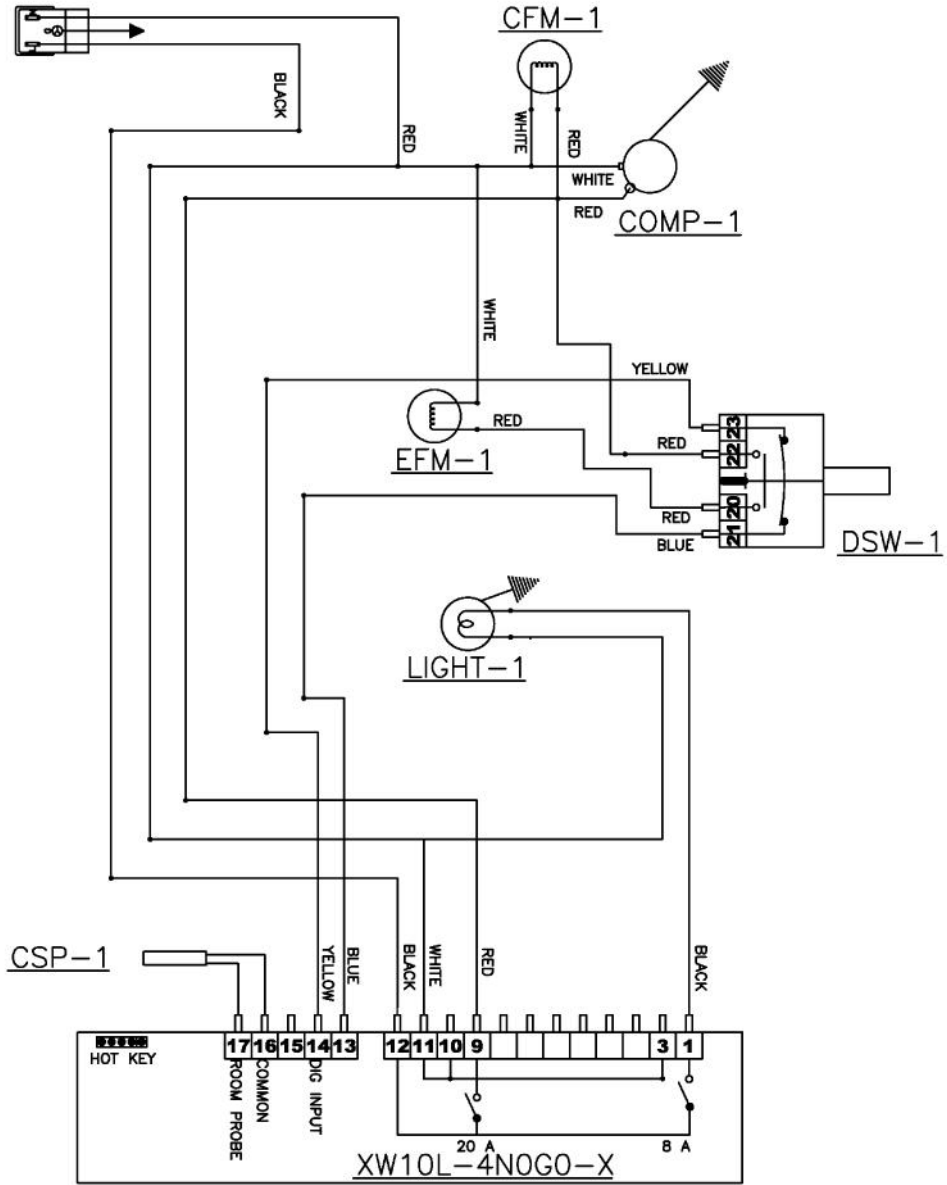 CFM-1
BLACK
RED
WHITE
RED
WHITE
RED
COMP-1
WHITE
YELLOW
RED
EFM-1
23
RED
22
20
RED
21
BLUE
DSW-1
LIGHT-1
CSP-1
YELLOW
BLUE
BLACK
WHITE
RED
BLACK
HOT KEY
17 16 15 14 13 12 11 10 9 3 1
ROOM PROBE
COMMON
DIG INPUT
20 A
8 A
XW10L-4N0G0-X